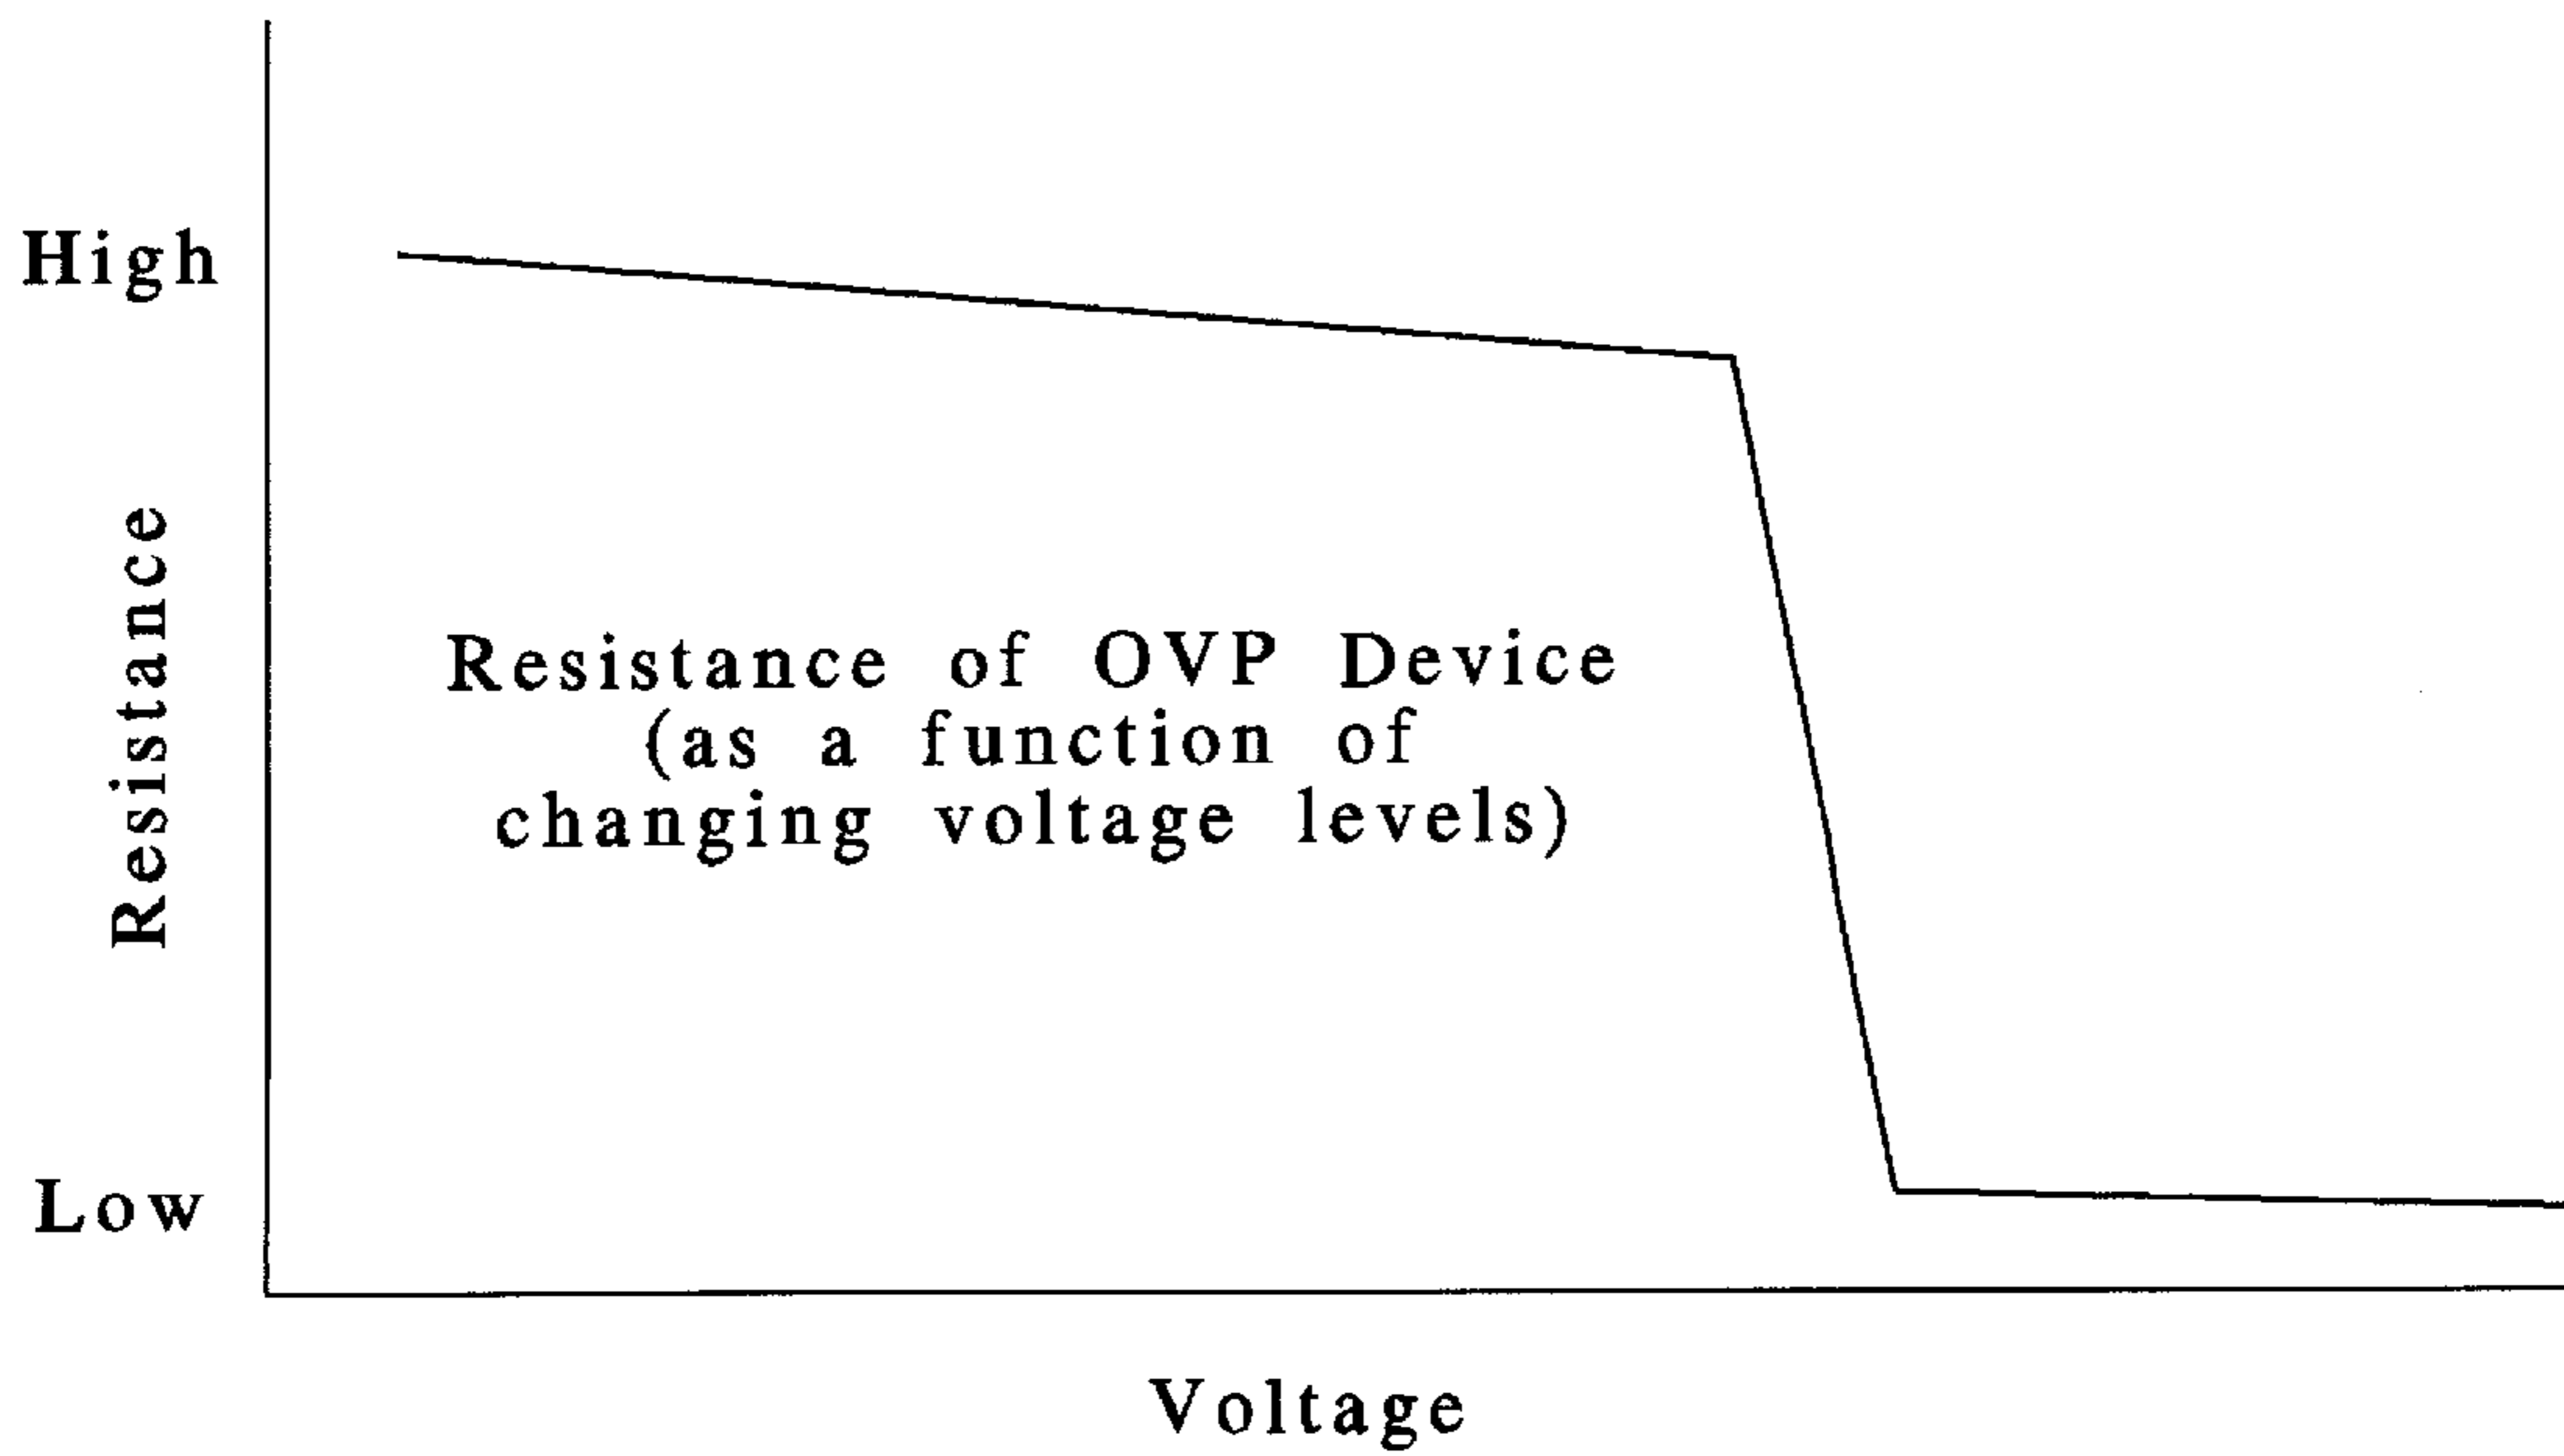 High
Resistance
Resistance of OVP Device
(as a function of
changing voltage levels)
Low
Voltage